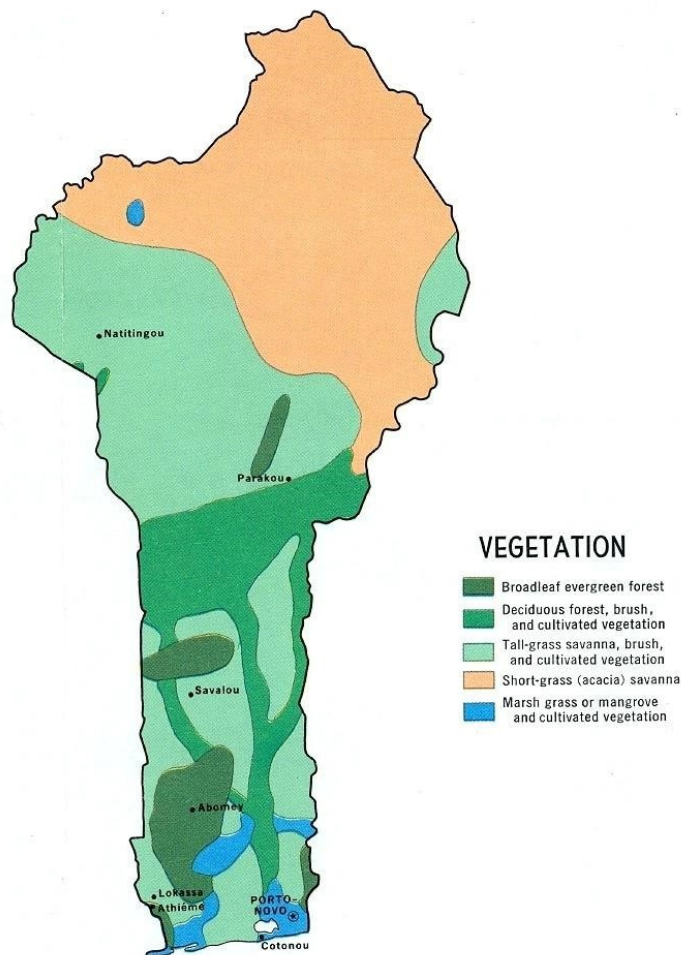 Natitingou
Parakou
Savalou
Abomey
Lokassa
Athiémé
PORTO-
NOVO
Cotonou
VEGETATION
Broadleaf evergreen forest
Deciduous forest, brush,
and cultivated vegetation
Tall-grass savanna, brush,
and cultivated vegetation
Short-grass (acacia) savanna
Marsh grass or mangrove
and cultivated vegetation